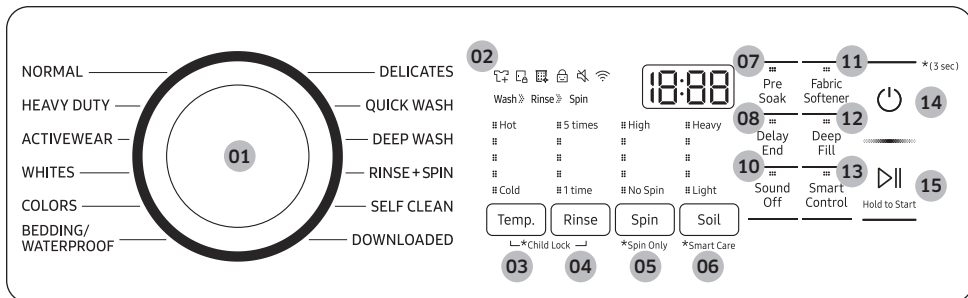 NORMAL
HEAVY DUTY
ACTIVEWEAR
WHITES
COLORS
BEDDING/
WATERPROOF
01
DELICATES
QUICK WASH
DEEP WASH
RINSE+SPIN
SELF CLEAN
DOWNLOADED
02
18:88
Wash Rinse Spin
Hot 5 times High Heavy
Cold 1 time No Spin Light
Temp. Rinse Spin Soil
*Child Lock *Spin Only *Smart Care
03 04 05 06
07
Pre
Soak
11
Fabric
Softener
08
Delay
End
12
Deep
Fill
10
Sound
Off
13
Smart
Control
*(3 sec)
14
15
Hold to Start